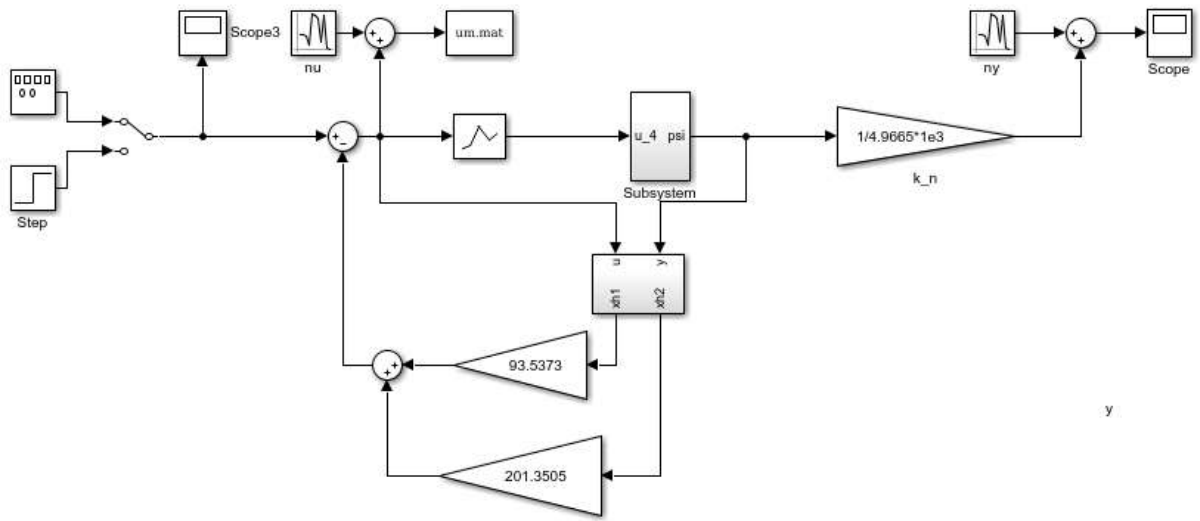 Scope3
nu
um.mat
ny
Scope
Step
+
+
+
+
+
−
u_4 psi
Subsystem
1/4.9665*1e3
k_n
u
y
xh1
xh2
93.5373
+
+
y
201.3505